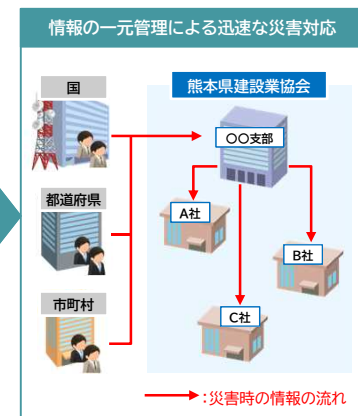 情報の一元管理による迅速な災害対応
国
熊本県建設業協会
〇〇支部
都道府県
A社
B社
市町村
C社
:災害時の情報の流れ